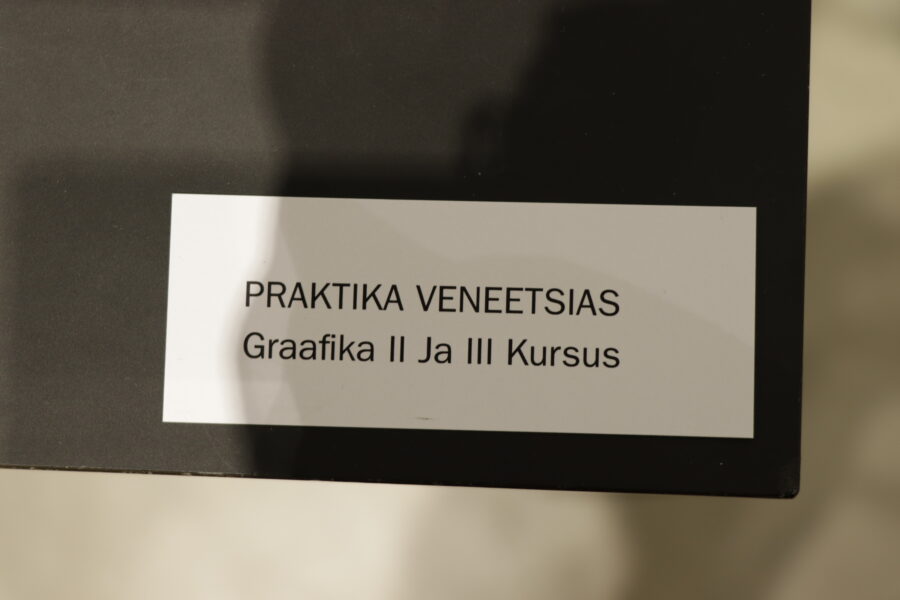 PRAKTIKA VENEETSIAS
Graafika II Ja III Kursus